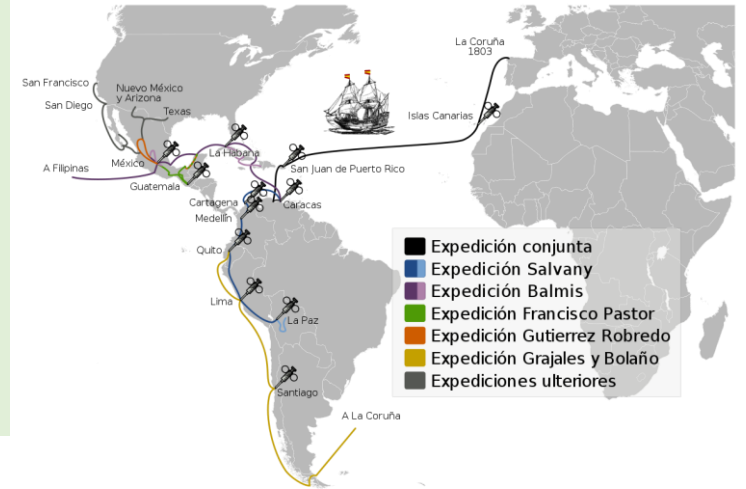 La Coruña
1803
San Francisco
Nuevo México
y Arizona
San Diego
Texas
Islas Canarias
La Habana
México
San Juan de Puerto Rico
A Filipinas
Guatemala
Cartagena
Caracas
Medellín
Quito
Lima
La Paz
Santiago
A La Coruña
Expedición conjunta
Expedición Salvany
Expedición Balmis
Expedición Francisco Pastor
Expedición Gutierrez Robredo
Expedición Grajales y Bolaño
Expediciones ulteriores